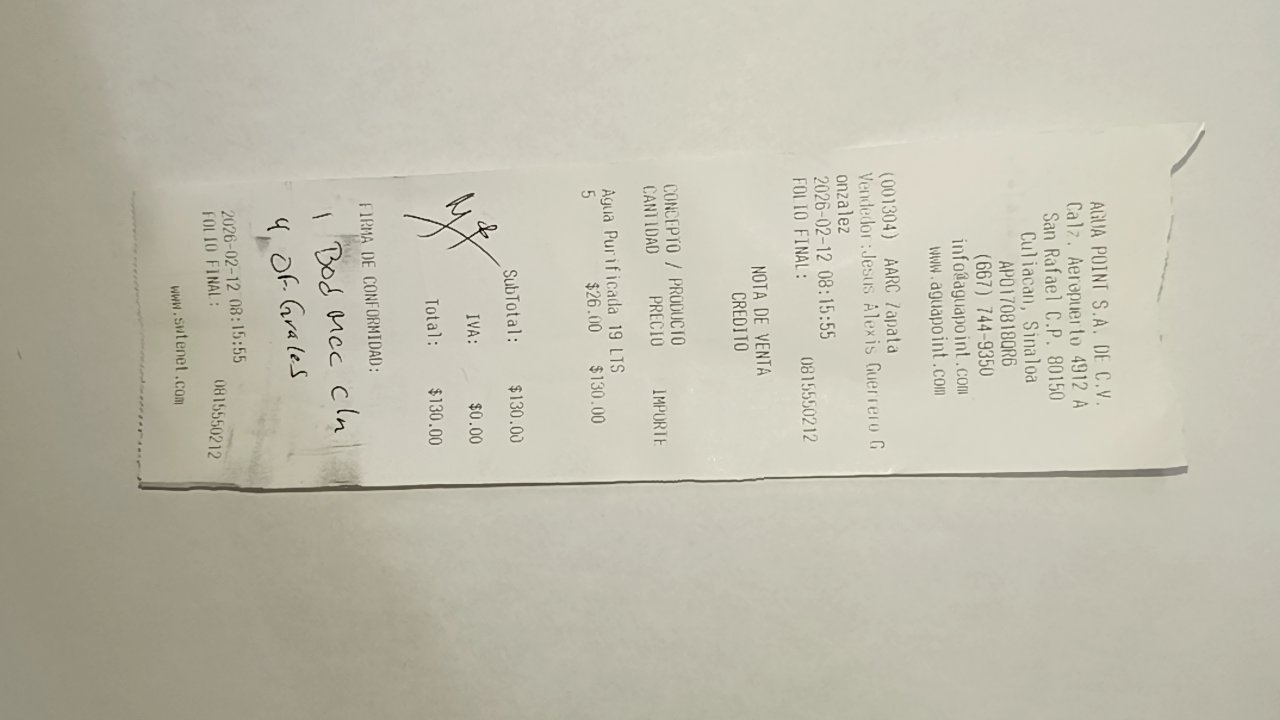 AGUA POINT S.A. DE C.V.
Calz. Aeropuerto 4912 A
San Rafael C.P. 80150
Culiacan, Sinaloa
APO170818QR6
(667) 744-9350
info@aguapoint.com
www.aguapoint.com
(001304) AARC Zapata
Vendedor:Jesus Alexis Guerrero G
onzalez
2026-02-12 08:15:55 0815550212
FOLIO FINAL:
NOTA DE VENTA
CREDITO
CONCEPTO / PRODUCTO
CANTIDAD PRECIO IMPORTE
Agua Purificada 19 LTS
5 $26.00 $130.00
SubTotal: $130.00
IVA: $0.00
Total: $130.00
FIRMA DE CONFORMIDAD:
1 Bod Mcc Cln
4 OF. Grales
2026-02-12 08:15:55 0815550212
FOLIO FINAL:
www.swtenet.com